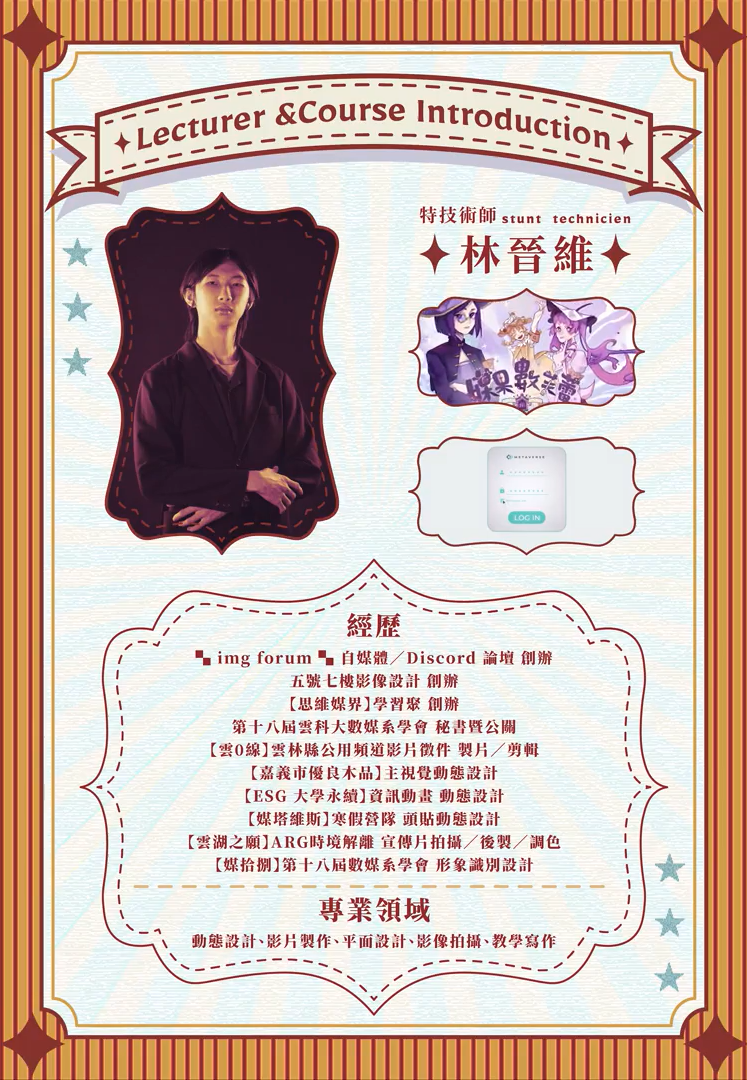 Lecturer &Course Introduction
特技術師 stunt technicien
林晉維
媒果數茫蕾
METAVERSE
LOG IN
經歷
img forum 自媒體／Discord 論壇 創辦
五號七樓影像設計 創辦
【思維媒界】學習聚 創辦
第十八屆雲科大數媒系學會 秘書暨公關
【雲0線】雲林縣公用頻道影片徵件 製片／剪輯
【嘉義市優良木品】主視覺動態設計
【ESG 大學永續】資訊動畫 動態設計
【媒塔維斯】寒假營隊 頭貼動態設計
【雲湖之願】ARG時境解離 宣傳片拍攝／後製／調色
【媒拾捌】第十八屆數媒系學會 形象識別設計
專業領域
動態設計、影片製作、平面設計、影像拍攝、教學寫作